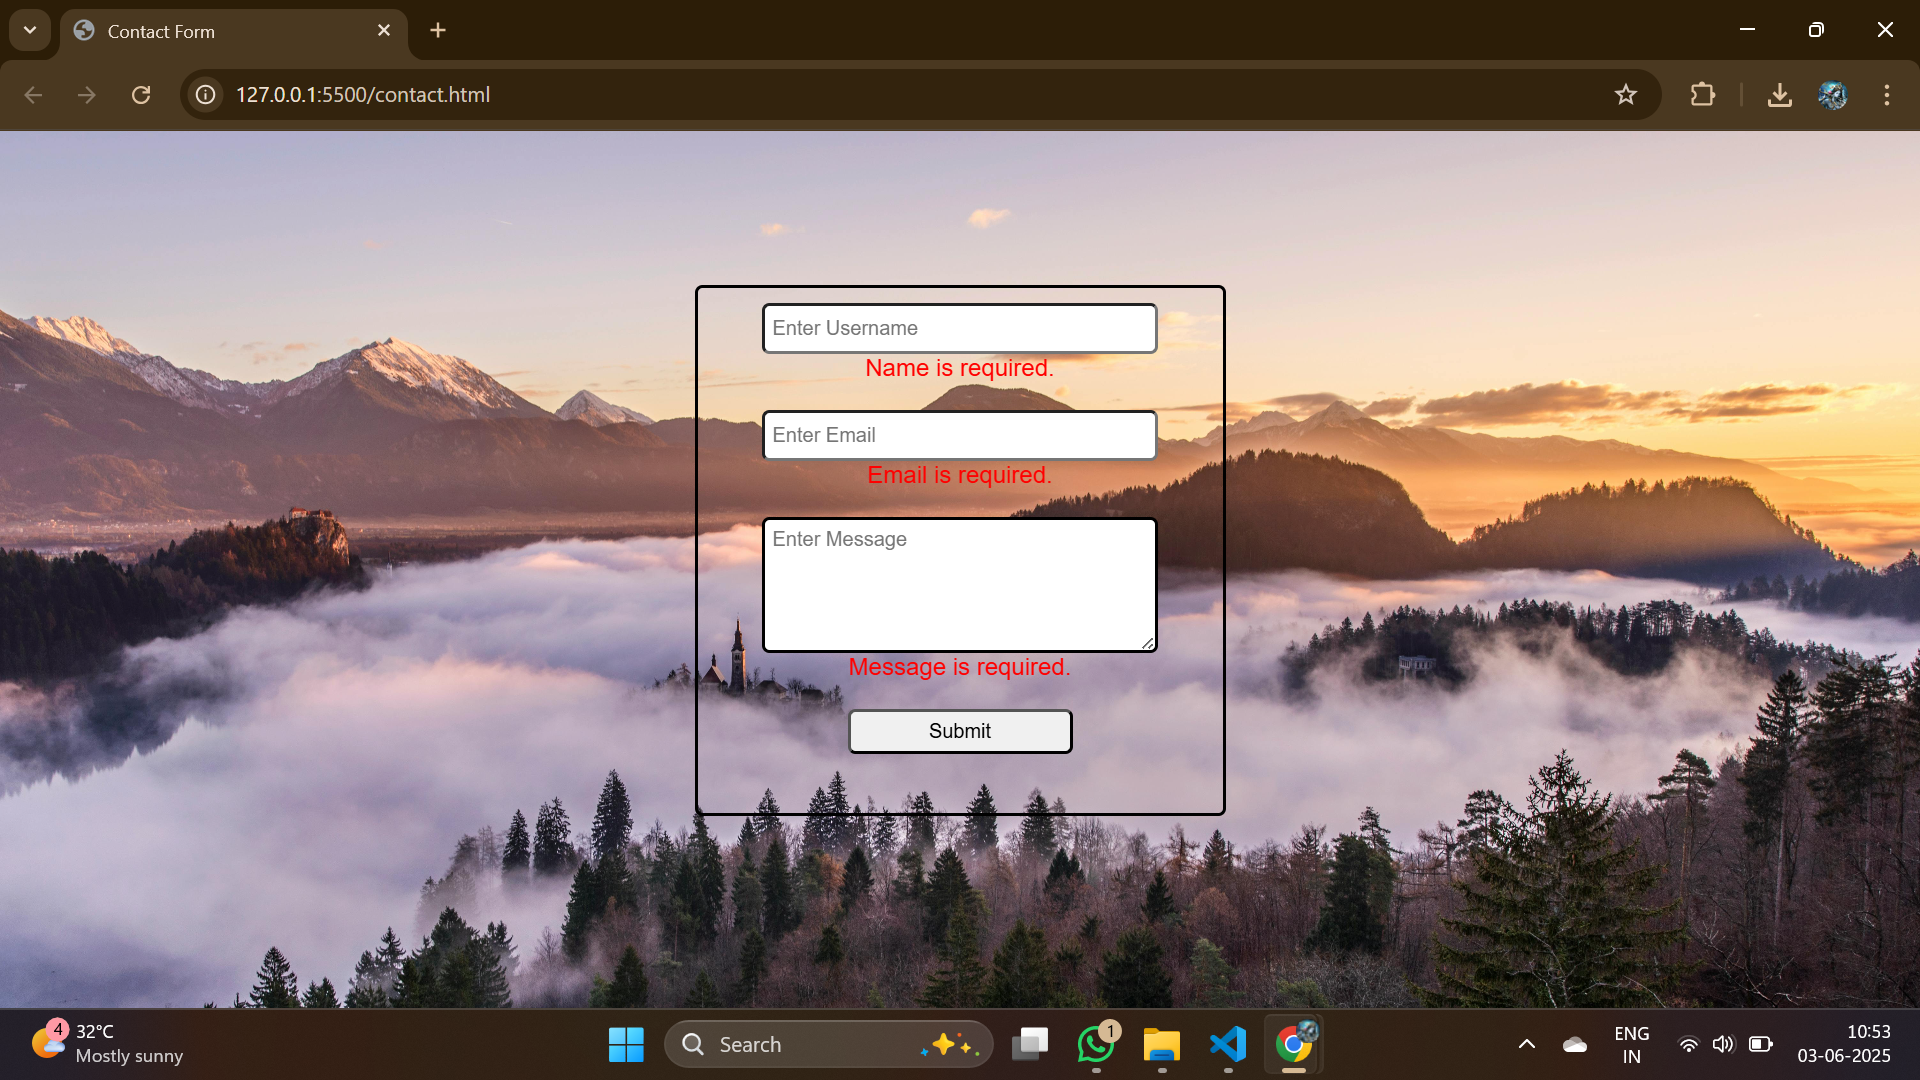 Contact Form
127.0.0.1:5500/contact.html
Enter Username
Name is required.
Enter Email
Email is required.
Enter Message
Message is required.
Submit
4
32°C
Mostly sunny
Search
1
ENG
IN
10:53
03-06-2025